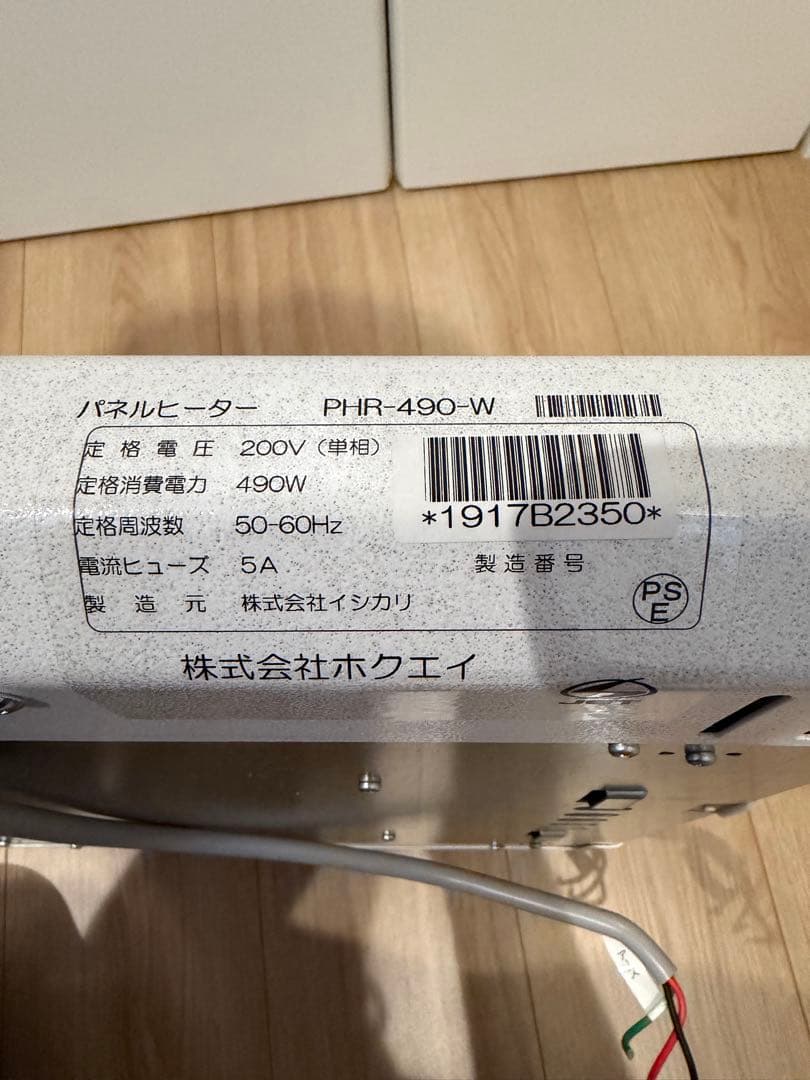 パネルヒーター PHR-490-W
定格電圧 200V（単相）
定格消費電力 490W
定格周波数 50-60Hz
電流ヒューズ 5A
製造元 株式会社イシカリ
*1917B2350*
製造番号
PS
E
株式会社ホクエイ
アース